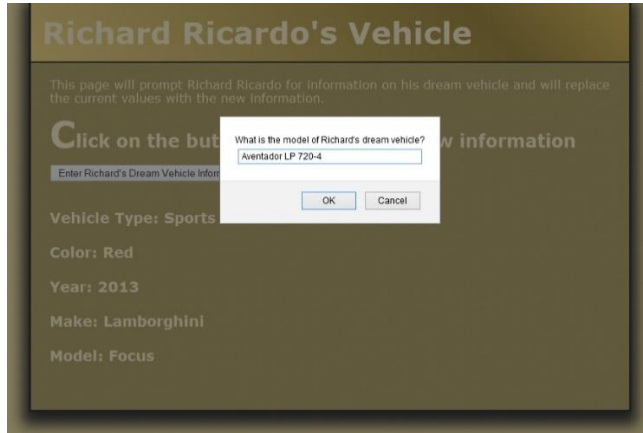 Richard Ricardo's Vehicle
This page will prompt Richard Ricardo for information on his dream vehicle and will replace
the current values with the new information.
Click on the but
w information
What is the model of Richard's dream vehicle?
Aventador LP 720-4
OK Cancel
Enter Richard's Dream Vehicle Inforr
Vehicle Type: Sports
Color: Red
Year: 2013
Make: Lamborghini
Model: Focus